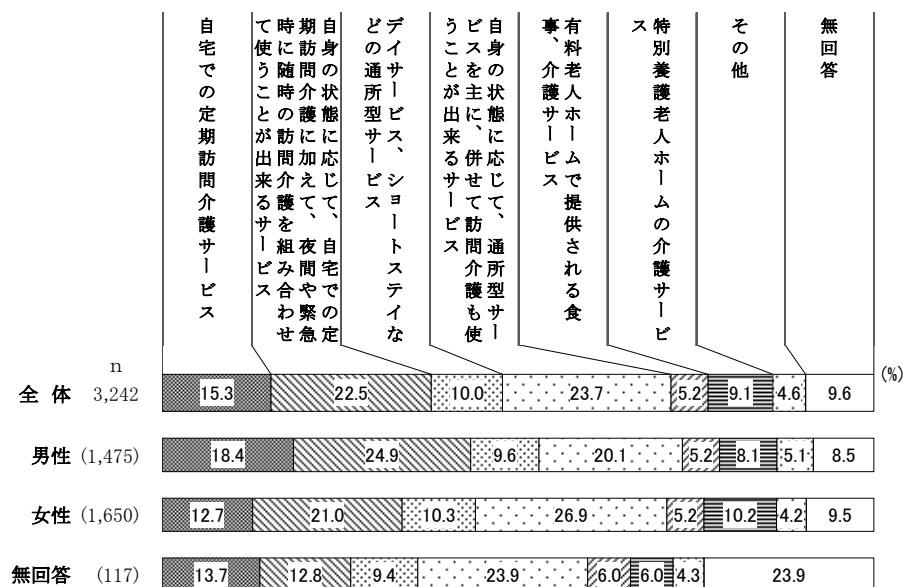 自宅での定期訪問介護サービス
自身の状態に応じて、自宅での定
期訪問介護に加えて、夜間や緊急
時に随時の訪問介護を組み合わせ
て使うことが出来るサービス
デイサービス、ショートステイな
どの通所型サービス
自身の状態に応じて、通所型サー
ビスを主に、併せて訪問介護も使
うことが出来るサービス
有料老人ホームで提供される食
事、介護サービス
特別養護老人ホームの介護サービ
ス
その他
無回答
n
(%)
全体 3,242 15.3 22.5 10.0 23.7 5.2 9.1 4.6 9.6
男性 (1,475) 18.4 24.9 9.6 20.1 5.2 8.1 5.1 8.5
女性 (1,650) 12.7 21.0 10.3 26.9 5.2 10.2 4.2 9.5
無回答 (117) 13.7 12.8 9.4 23.9 6.0 6.0 4.3 23.9